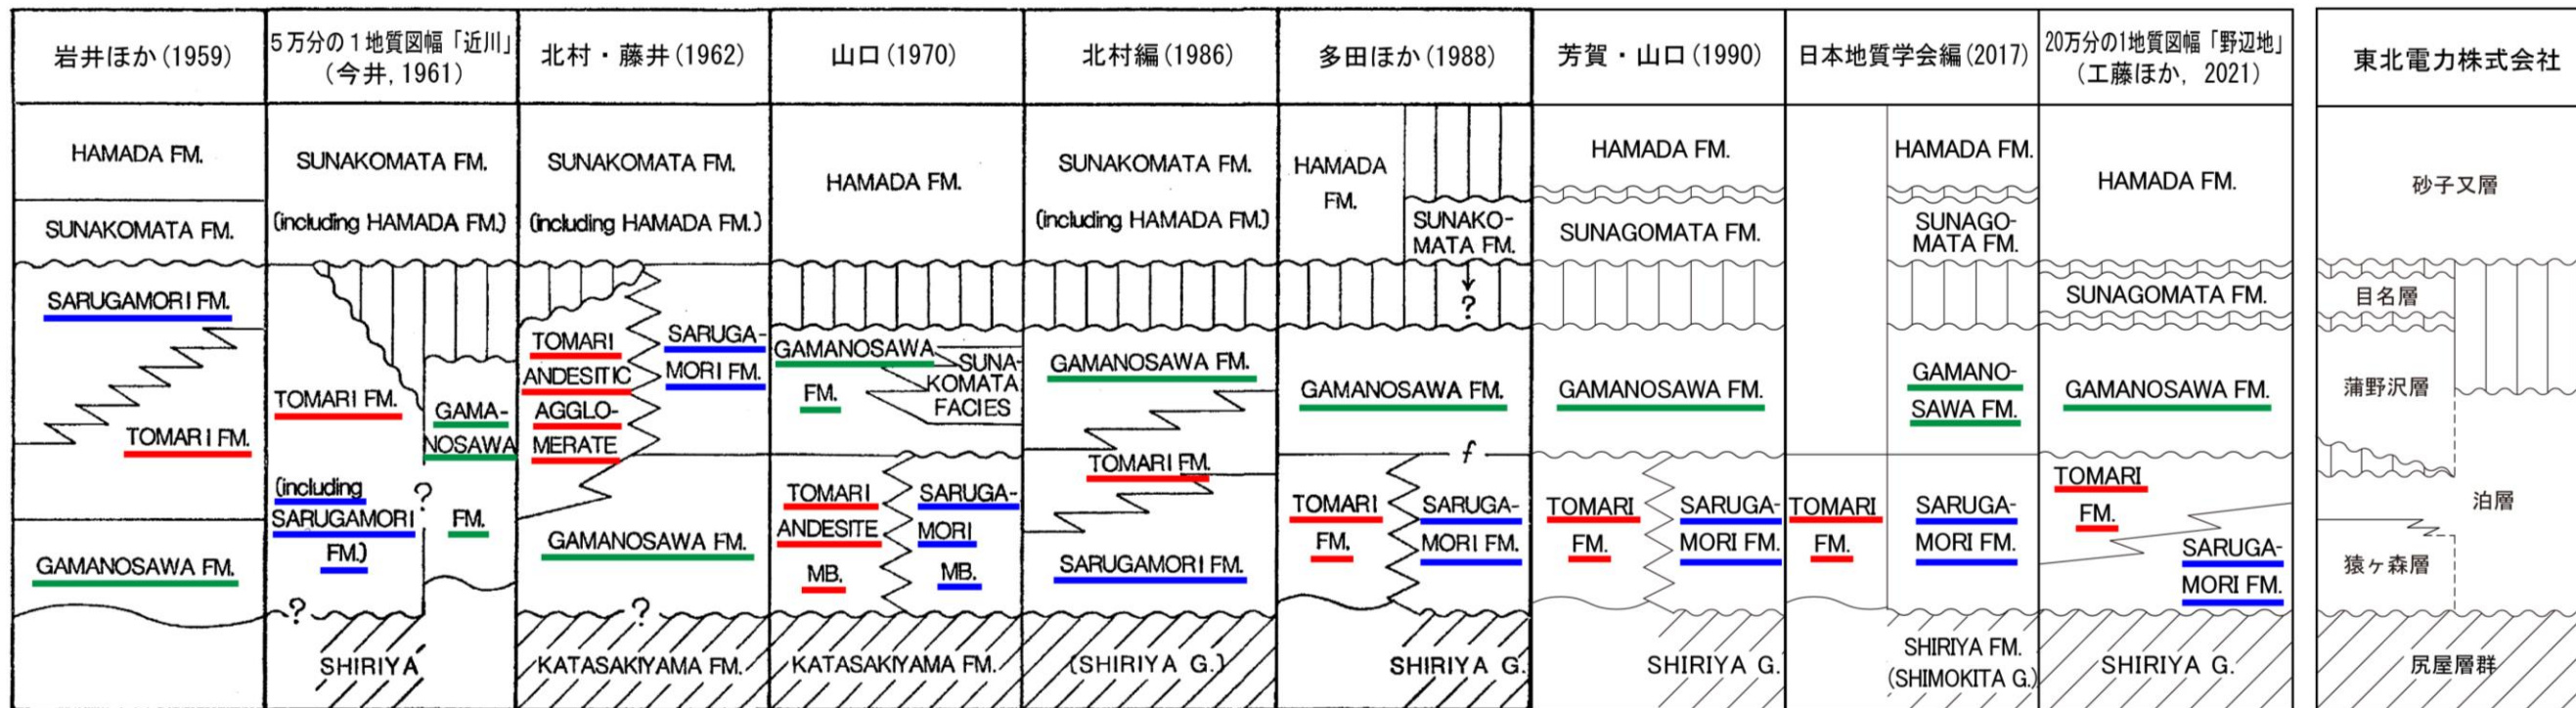 岩井ほか(1959)
HAMADA FM.
SUNAKOMATA FM.
SARUGAMORI FM.
TOMARI FM.
GAMANOSAWA FM.
5万分の1地質図幅「近川」
(今井, 1961)
SUNAKOMATA FM.
(including HAMADA FM.)
TOMARI FM.
(including
SARUGAMORI
FM.)
GAMA-
NOSAWA
?
FM.
?
SHIRIYA
北村・藤井(1962)
SUNAKOMATA FM.
(including HAMADA FM.)
TOMARI
ANDESITIC
AGGLO-
MERATE
SARUGA-
MORI FM.
GAMANOSAWA FM.
?
KATASAKIYAMA FM.
山口(1970)
HAMADA FM.
GAMANOSAWA
FM.
SUNA-
KOMATA
FACIES
TOMARI
ANDESITE
MB.
SARUGA-
MORI
MB.
KATASAKIYAMA FM.
北村編(1986)
SUNAKOMATA FM.
(including HAMADA FM.)
GAMANOSAWA FM.
TOMARI FM.
SARUGAMORI FM.
(SHIRIYA G.)
多田ほか(1988)
HAMADA
FM.
SUNAKO-
MATA FM.
?
GAMANOSAWA FM.
f
TOMARI
FM.
SARUGA-
MORI FM.
SHIRIYA G.
芳賀・山口(1990)
HAMADA FM.
SUNAGOMATA FM.
GAMANOSAWA FM.
TOMARI
FM.
SARUGA-
MORI FM.
SHIRIYA G.
日本地質学会編(2017)
HAMADA FM.
SUNAGO-
MATA FM.
GAMANO-
SAWA FM.
TOMARI
FM.
SARUGA-
MORI FM.
SHIRIYA FM.
(SHIMOKITA G.)
20万分の1地質図幅「野辺地」
(工藤ほか, 2021)
HAMADA FM.
SUNAGOMATA FM.
GAMANOSAWA FM.
TOMARI
FM.
SARUGA-
MORI FM.
SHIRIYA G.
東北電力株式会社
砂子又層
目名層
蒲野沢層
泊層
猿ヶ森層
尻屋層群